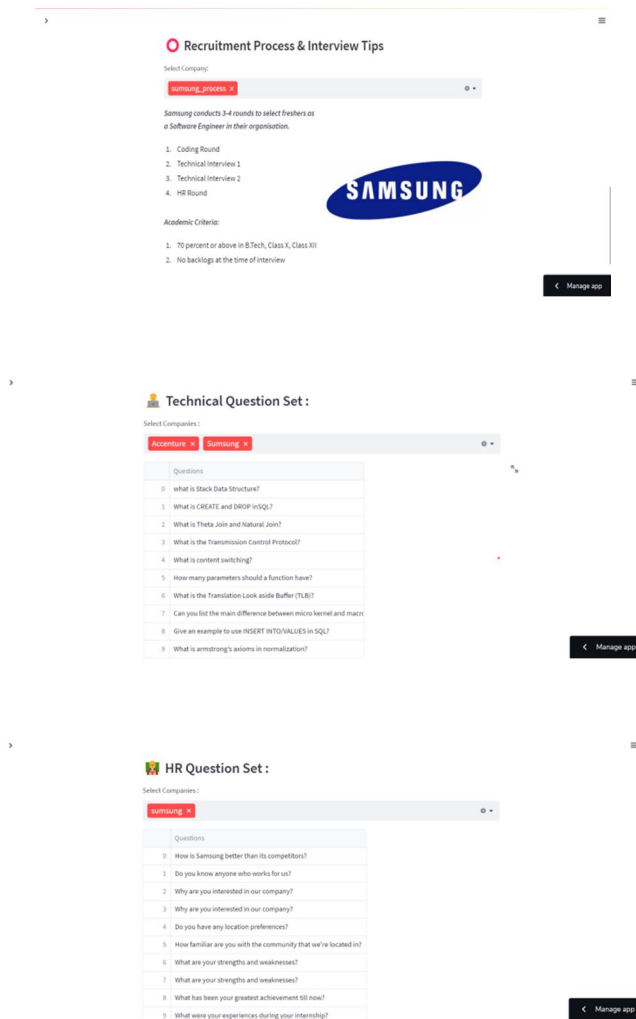 Recruitment Process & Interview Tips
Select Company:
sumsung_process ×
Samsung conducts 3-4 rounds to select freshers as
a Software Engineer in their organisation.
1. Coding Round
2. Technical Interview 1
3. Technical Interview 2
4. HR Round
SAMSUNG
Academic Criteria:
1. 70 percent or above in B.Tech, Class X, Class XII
2. No backlogs at the time of interview
Manage app
Technical Question Set :
Select Companies :
Accenture × Sumsung ×
Questions
0 what is Stack Data Structure?
1 What is CREATE and DROP inSQL?
2 What is Theta Join and Natural Join?
3 What is the Transmission Control Protocol?
4 What is content switching?
5 How many parameters should a function have?
6 What is the Translation Look aside Buffer (TLB)?
7 Can you list the main difference between micro kernel and macro
8 Give an example to use INSERT INTO/VALUES in SQL?
9 What is armstrong's axioms in normalization?
Manage app
HR Question Set :
Select Companies :
sumsung ×
Questions
0 How is Samsung better than its competitors?
1 Do you know anyone who works for us?
2 Why are you interested in our company?
3 Why are you interested in our company?
4 Do you have any location preferences?
5 How familiar are you with the community that we're located in?
6 What are your strengths and weaknesses?
7 What are your strengths and weaknesses?
8 What has been your greatest achievement till now?
9 What were your experiences during your internship?
Manage app